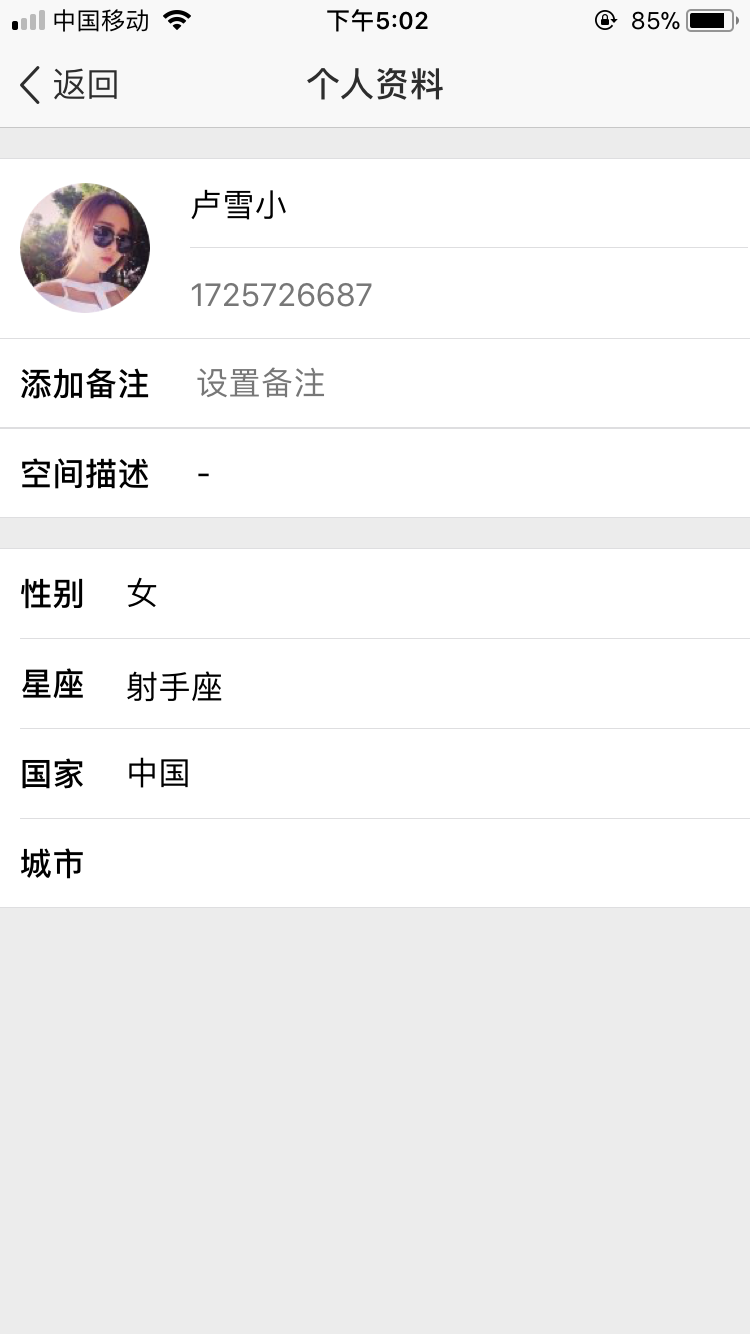 中国移动 下午5:02 85%
返回 个人资料
卢雪小
1725726687
添加备注 设置备注
空间描述 -
性别 女
星座 射手座
国家 中国
城市